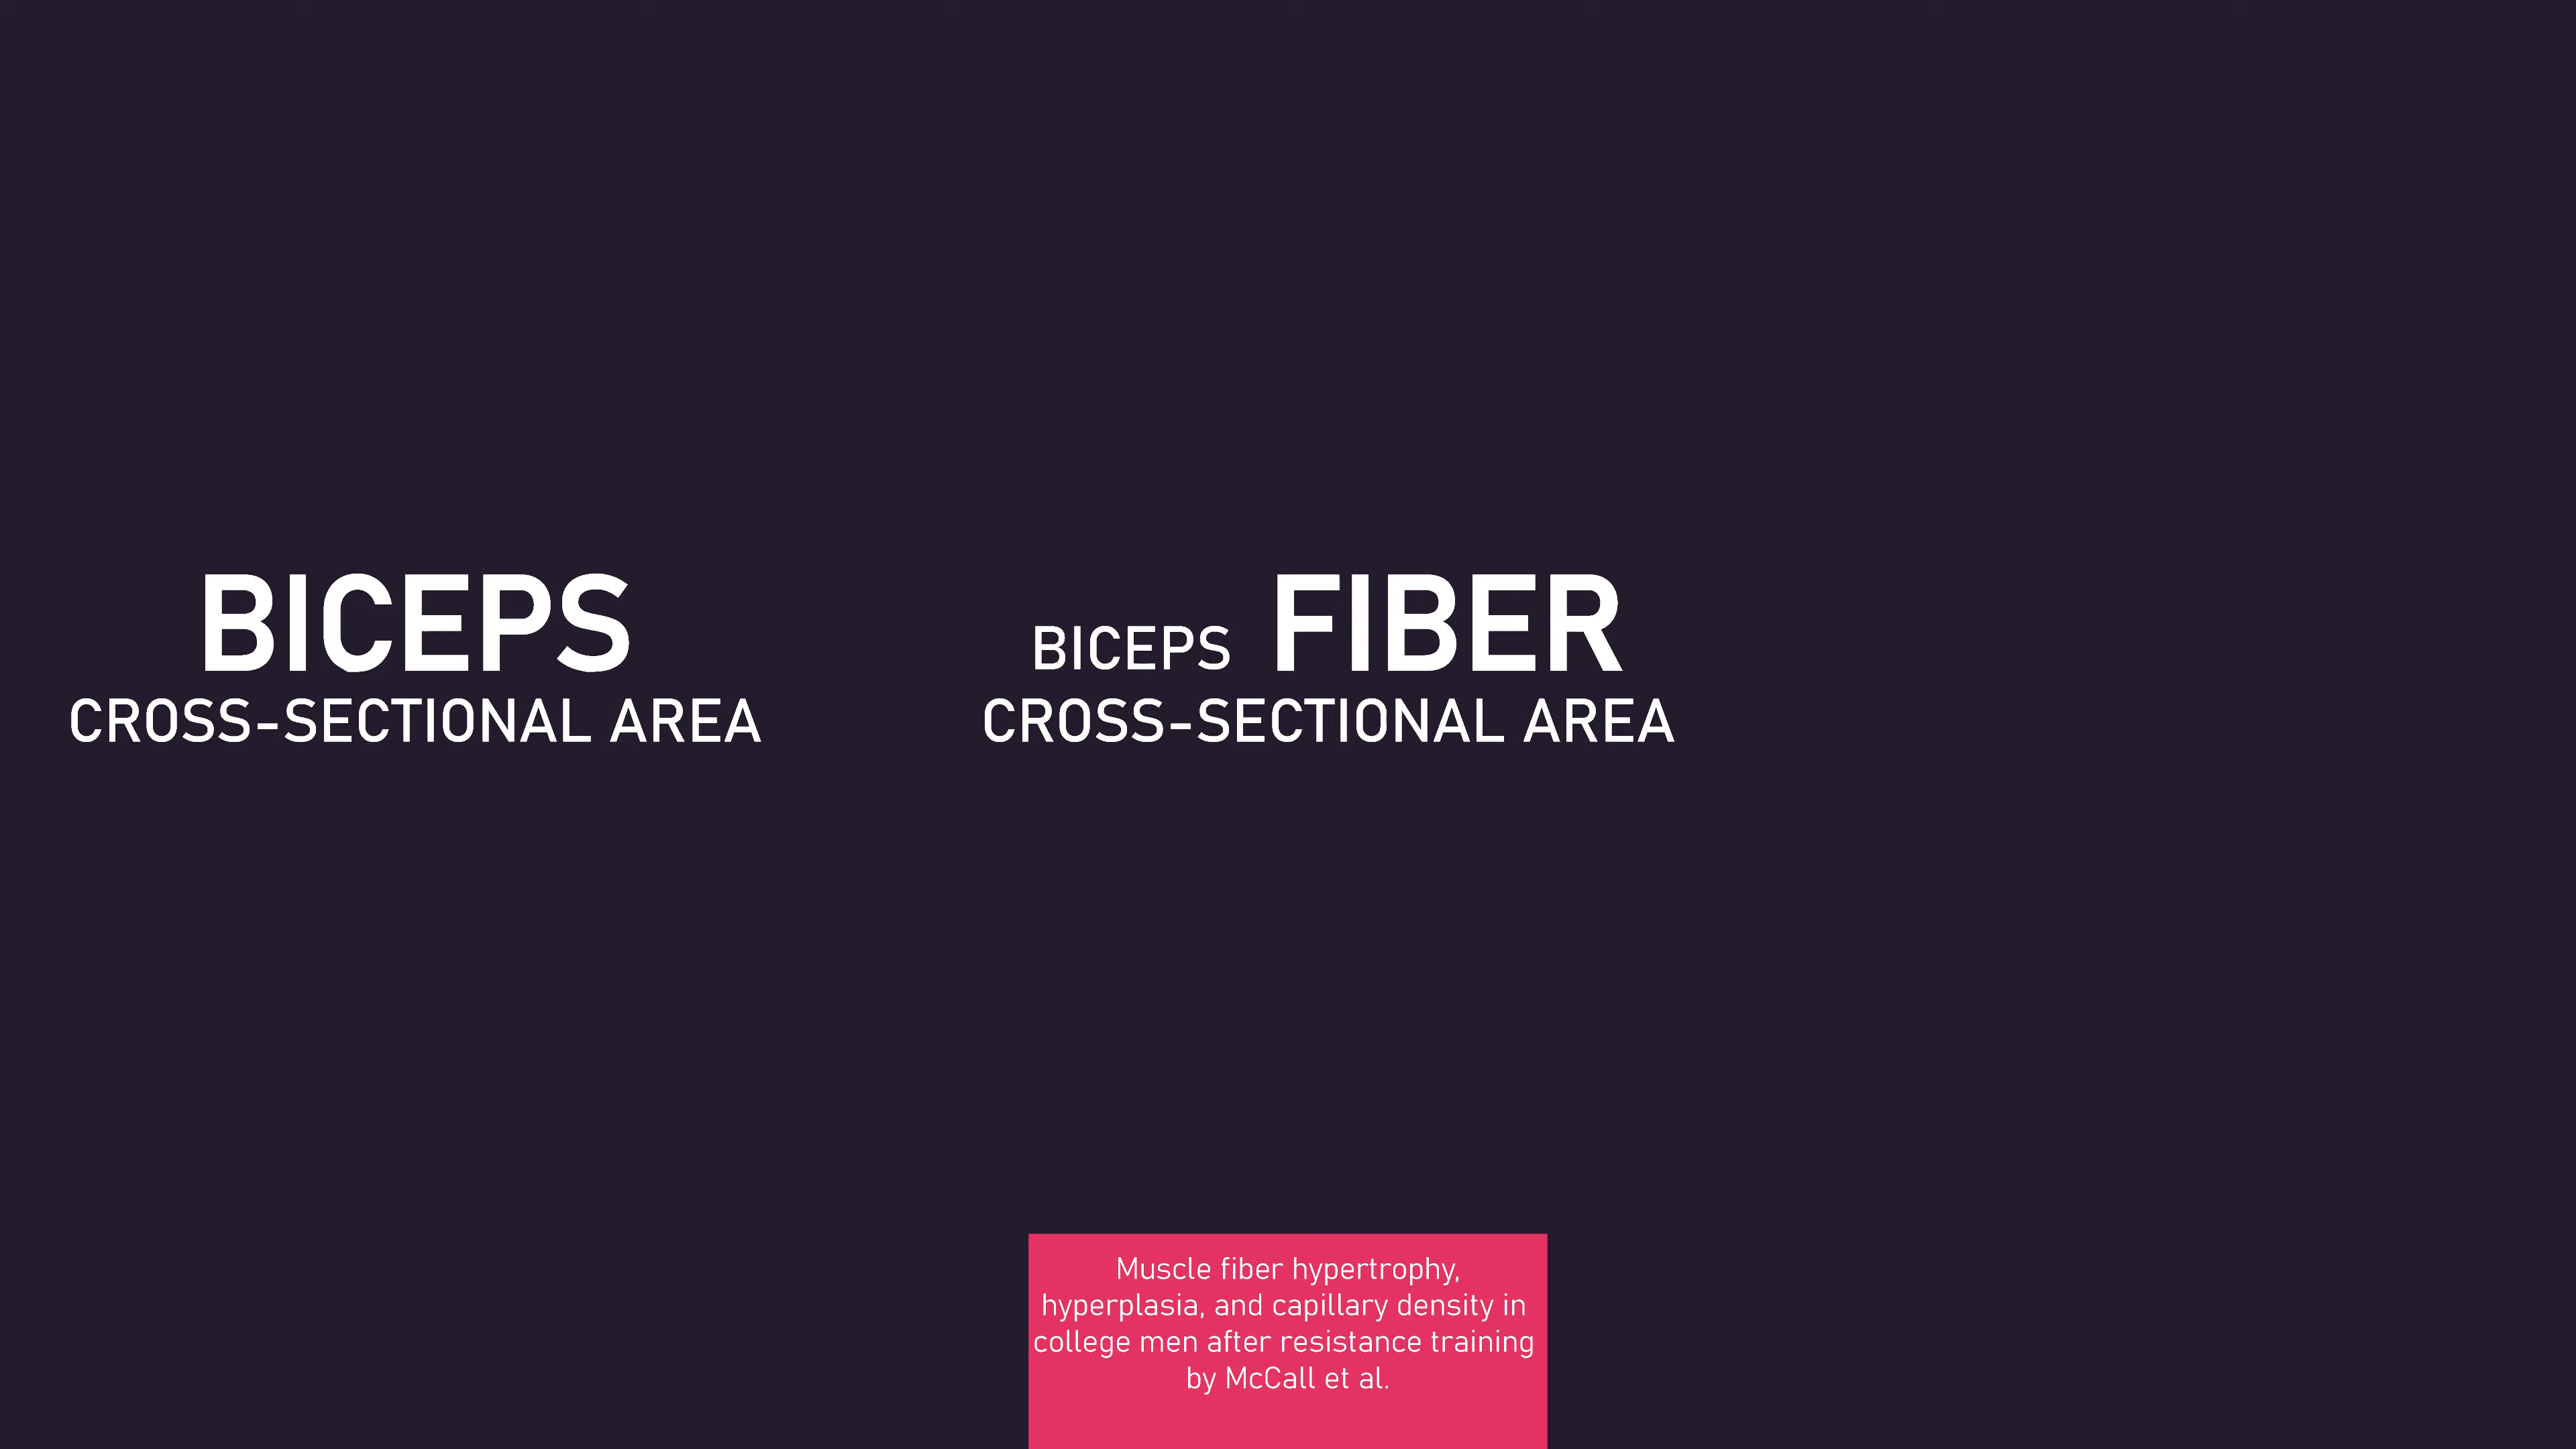 BICEPS
CROSS-SECTIONAL AREA
BICEPS FIBER
CROSS-SECTIONAL AREA
Muscle fiber hypertrophy,
hyperplasia, and capillary density in
college men after resistance training
by McCall et al.